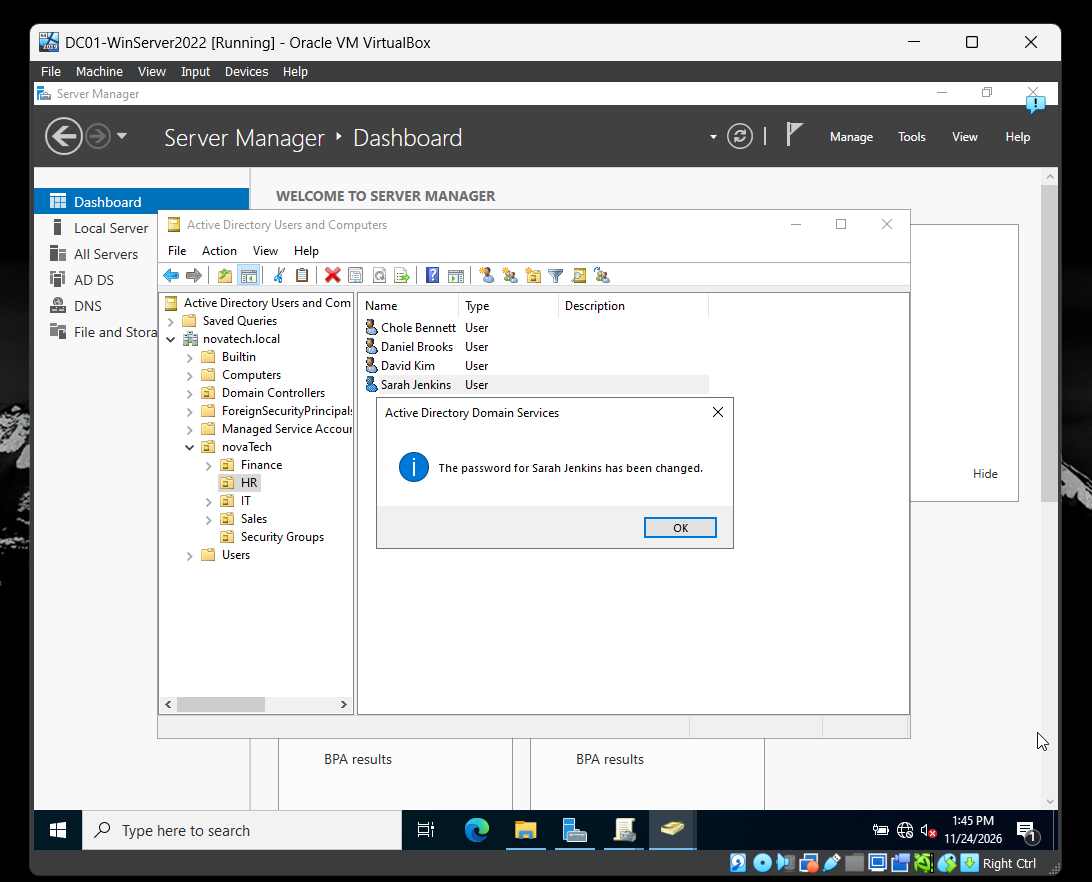 DC01-WinServer2022 [Running] - Oracle VM VirtualBox
File Machine View Input Devices Help
Server Manager
Server Manager Dashboard
Manage Tools View Help
WELCOME TO SERVER MANAGER
Dashboard
Local Server
All Servers
AD DS
DNS
File and Stora
Hide
Active Directory Users and Computers
File Action View Help
Active Directory Users and Com
Saved Queries
novatech.local
Builtin
Computers
Domain Controllers
ForeignSecurityPrincipals
Managed Service Accour
novaTech
Finance
HR
IT
Sales
Security Groups
Users
Name Type Description
Chole Bennett User
Daniel Brooks User
David Kim User
Sarah Jenkins User
Active Directory Domain Services
The password for Sarah Jenkins has been changed.
OK
BPA results BPA results
Type here to search
1:45 PM
11/24/2026
1
Right Ctrl